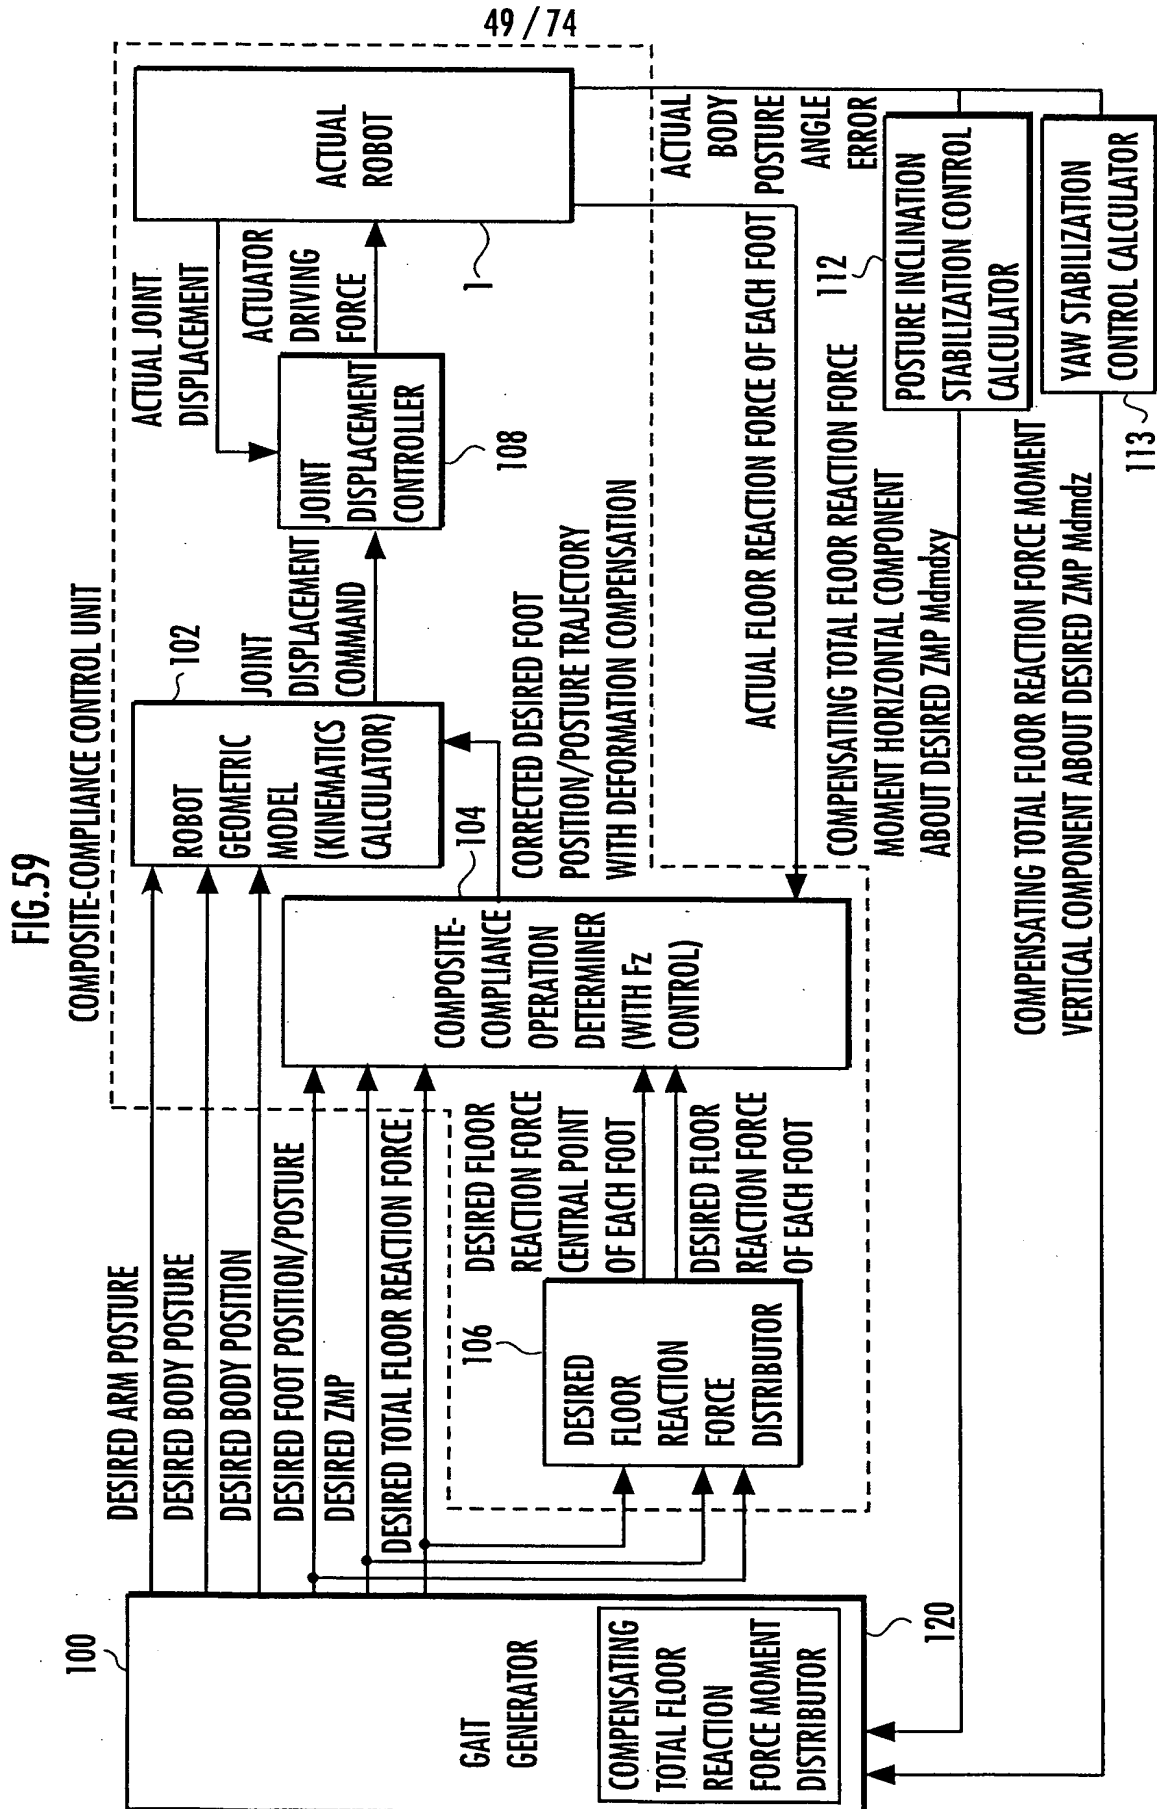 49 / 74
FIG.59
COMPOSITE-COMPLIANCE CONTROL UNIT
100
GAIT
GENERATOR
COMPENSATING
TOTAL FLOOR
REACTION
FORCE MOMENT
DISTRIBUTOR
120
DESIRED ARM POSTURE
DESIRED BODY POSTURE
DESIRED BODY POSITION
DESIRED FOOT POSITION/POSTURE
DESIRED ZMP
DESIRED TOTAL FLOOR REACTION FORCE
106
DESIRED
FLOOR
REACTION
FORCE
DISTRIBUTOR
DESIRED FLOOR
REACTION FORCE
CENTRAL POINT
OF EACH FOOT
DESIRED FLOOR
REACTION FORCE
OF EACH FOOT
102
ROBOT
GEOMETRIC
MODEL
(KINEMATICS
CALCULATOR)
104
COMPOSITE-
COMPLIANCE
OPERATION
DETERMINER
(WITH Fz
CONTROL)
CORRECTED DESIRED FOOT
POSITION/POSTURE TRAJECTORY
WITH DEFORMATION COMPENSATION
JOINT
DISPLACEMENT
COMMAND
JOINT
DISPLACEMENT
CONTROLLER
108
ACTUAL JOINT
DISPLACEMENT
ACTUATOR
DRIVING
FORCE
ACTUAL
ROBOT
1
ACTUAL FLOOR REACTION FORCE OF EACH FOOT
ACTUAL
BODY
POSTURE
ANGLE
ERROR
112
POSTURE INCLINATION
STABILIZATION CONTROL
CALCULATOR
COMPENSATING TOTAL FLOOR REACTION FORCE
MOMENT HORIZONTAL COMPONENT
ABOUT DESIRED ZMP Mdmdxy
YAW STABILIZATION
CONTROL CALCULATOR
113
COMPENSATING TOTAL FLOOR REACTION FORCE MOMENT
VERTICAL COMPONENT ABOUT DESIRED ZMP Mdmdz